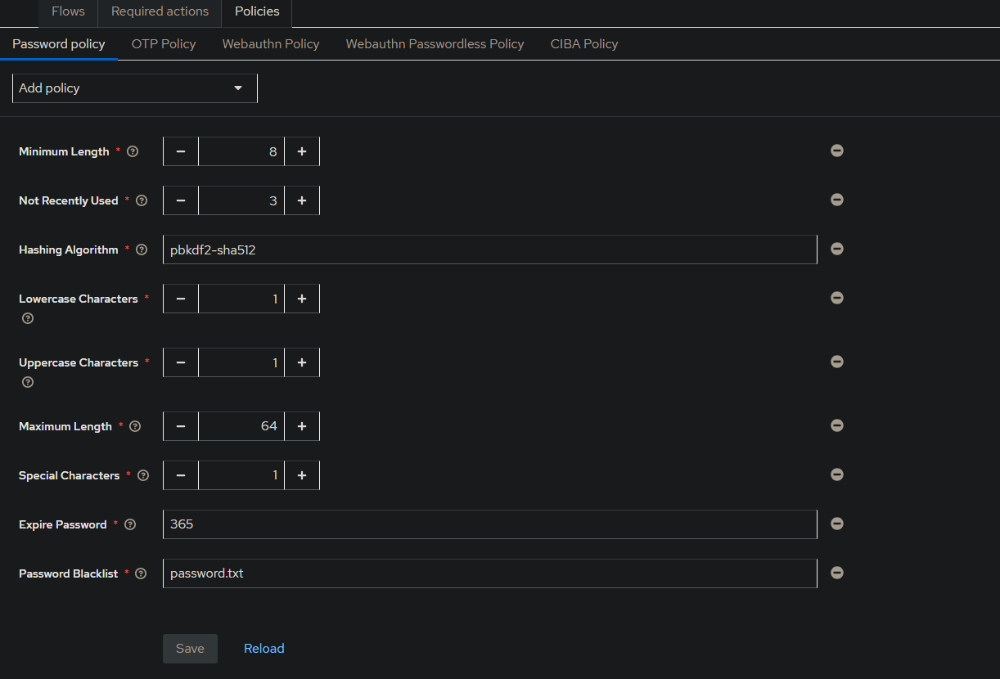 Flows Required actions Policies
Password policy OTP Policy Webauthn Policy Webauthn Passwordless Policy CIBA Policy
Add policy
Minimum Length * 8
Not Recently Used * 3
Hashing Algorithm * pbkdf2-sha512
Lowercase Characters * 1
Uppercase Characters * 1
Maximum Length * 64
Special Characters * 1
Expire Password * 365
Password Blacklist * password.txt
Save Reload